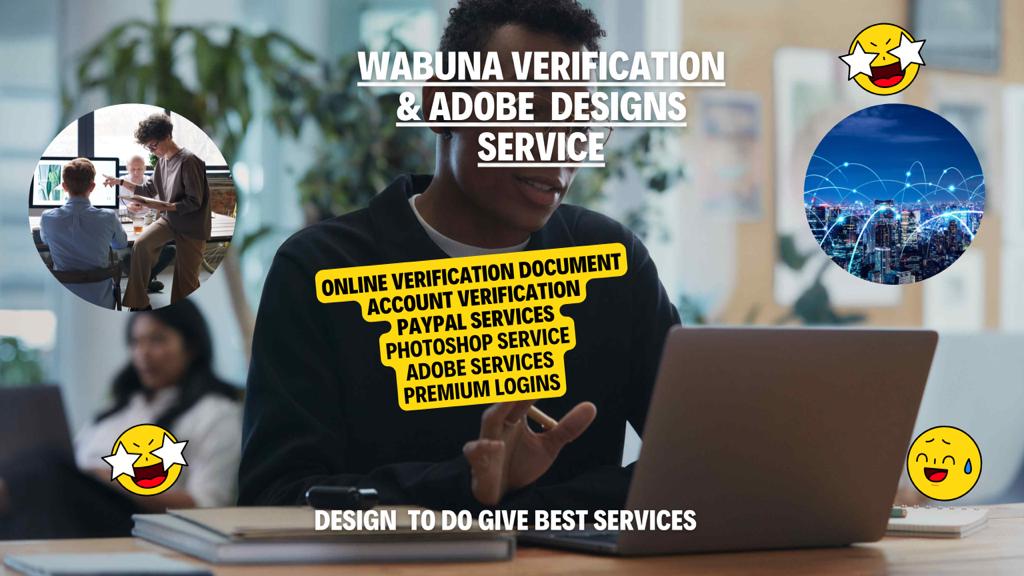 WABUNA VERIFICATION
& ADOBE DESIGNS
SERVICE
ONLINE VERIFICATION DOCUMENT
ACCOUNT VERIFICATION
PAYPAL SERVICES
PHOTOSHOP SERVICE
ADOBE SERVICES
PREMIUM LOGINS
DESIGN TO DO GIVE BEST SERVICES